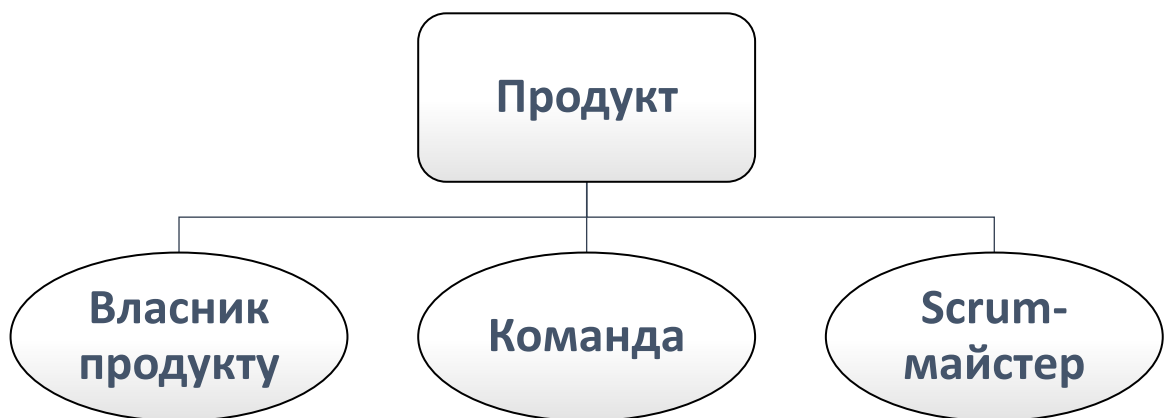 Продукт
Власник
продукту
Команда
Scrum-
майстер